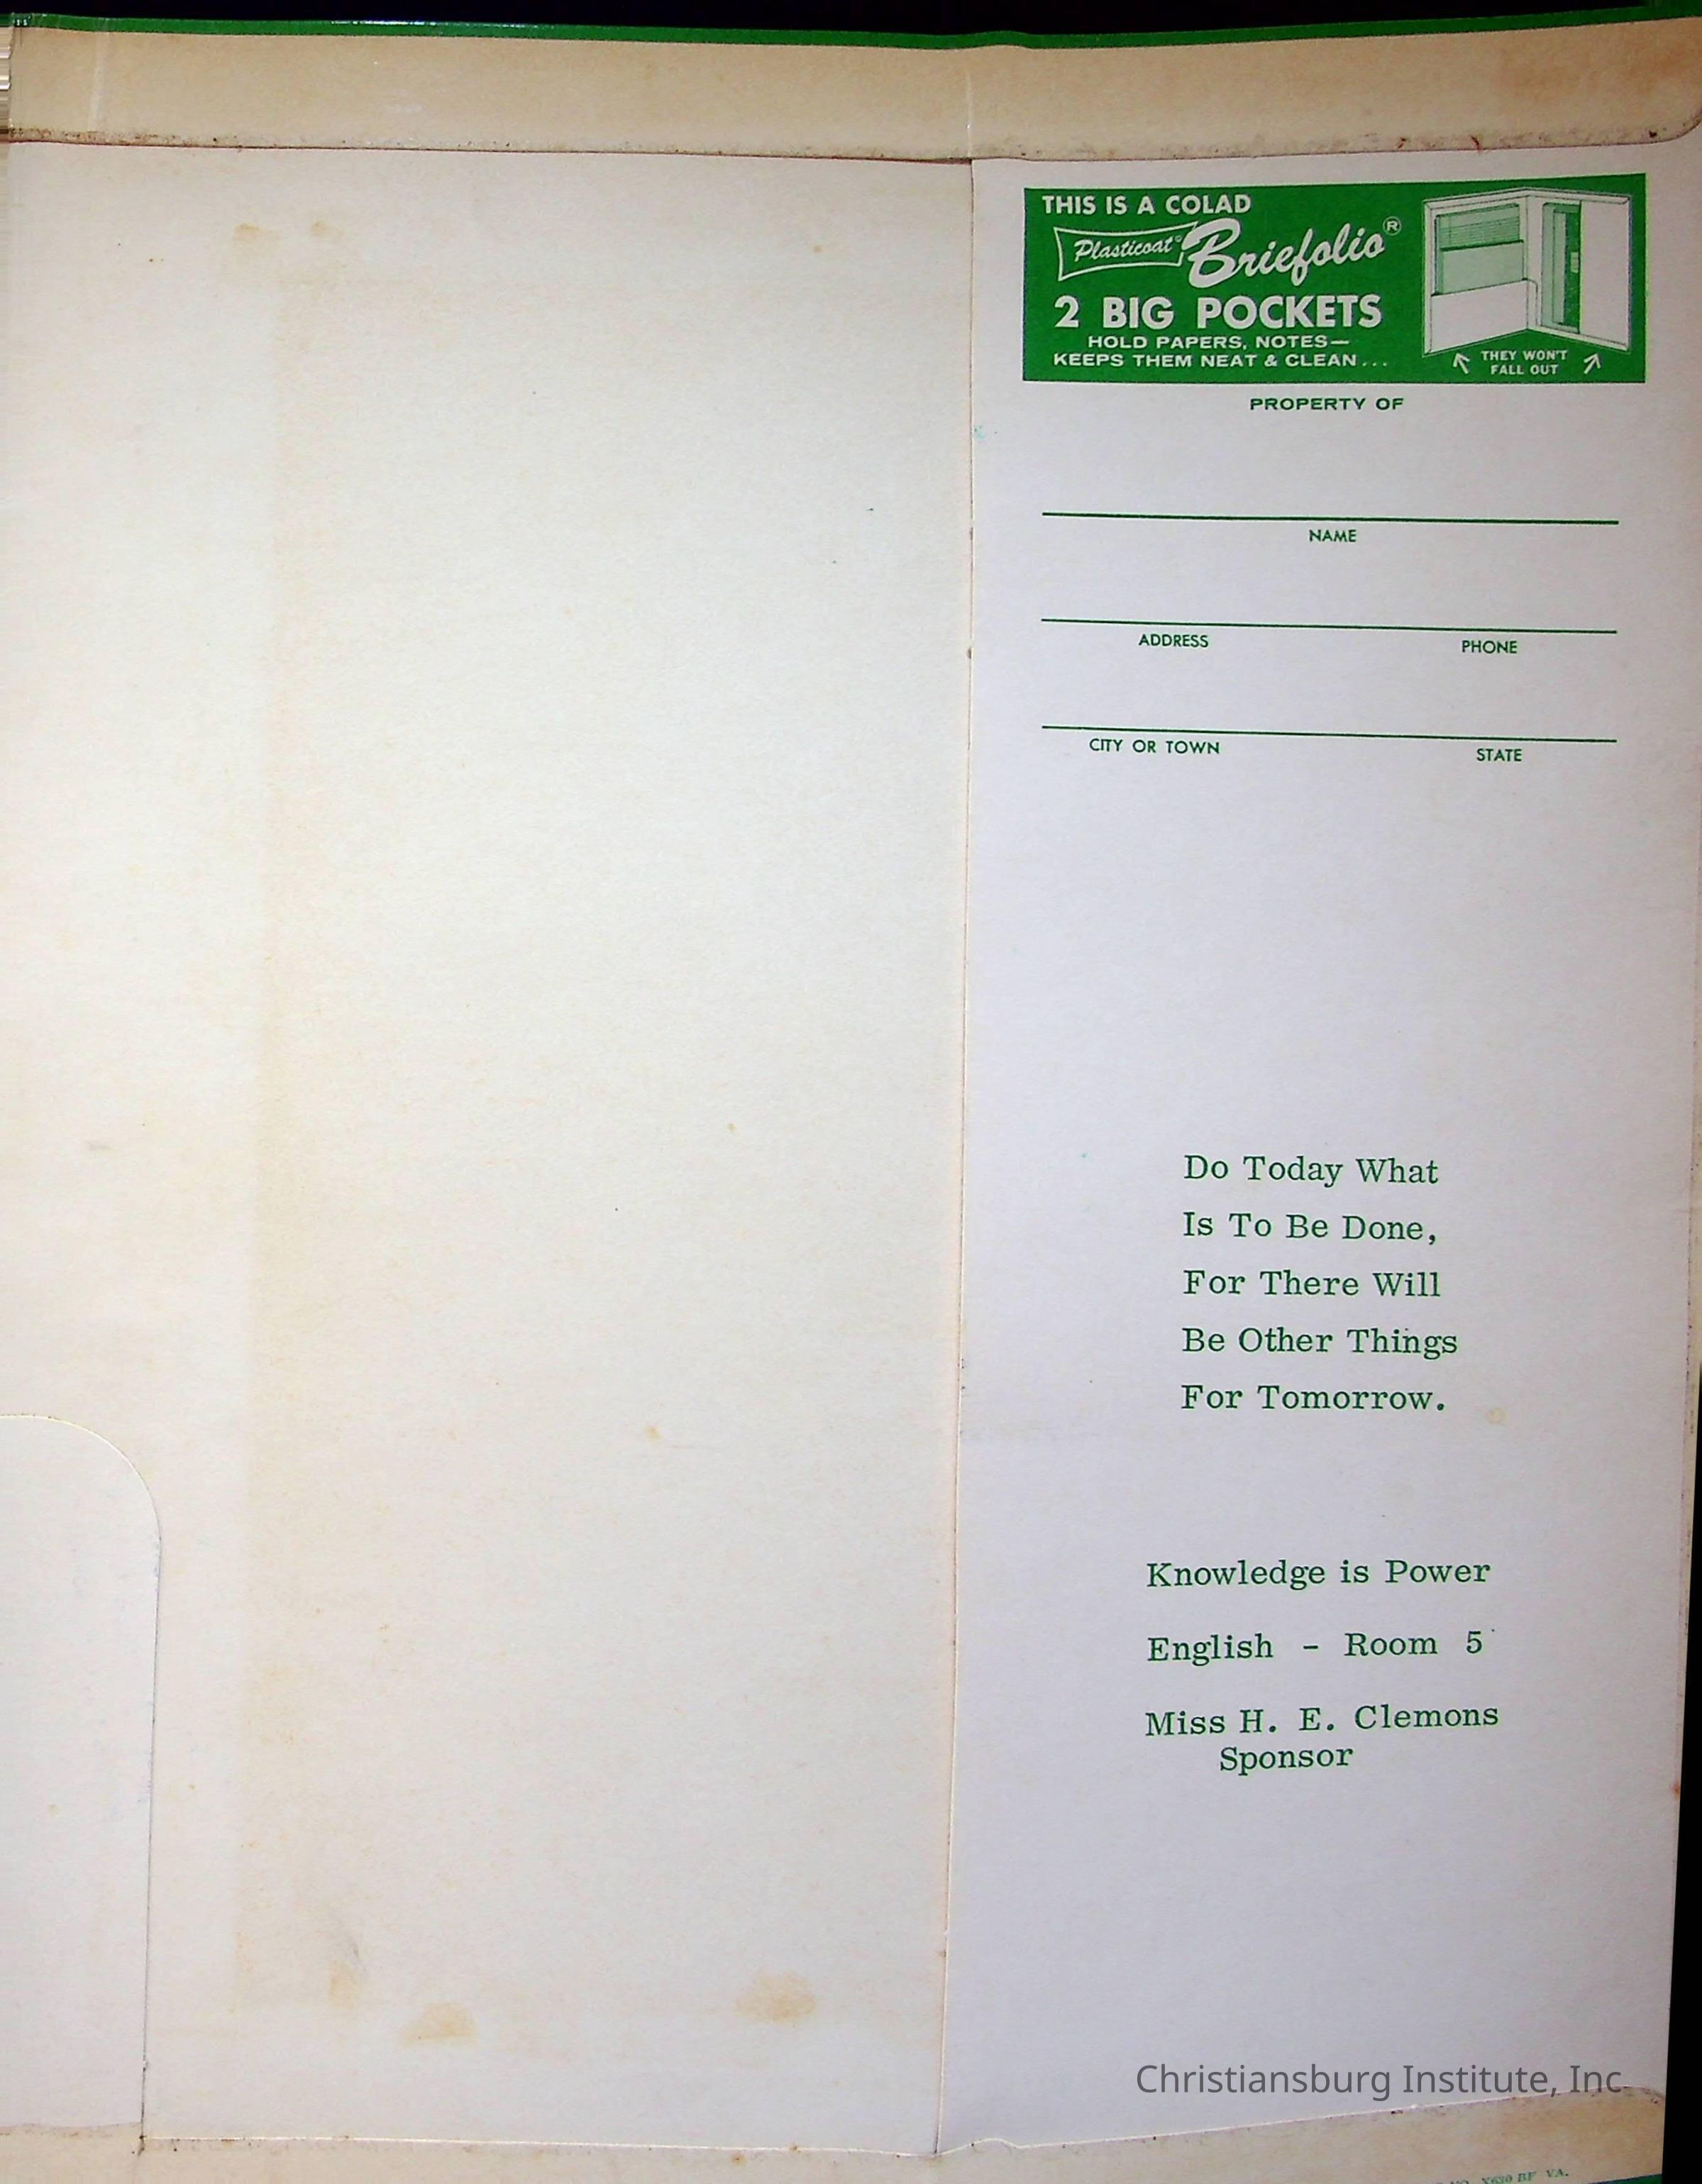 THIS IS A COLAD
Plasticoat® Briefolio®
2 BIG POCKETS
HOLD PAPERS, NOTES—
KEEPS THEM NEAT & CLEAN...
THEY WON'T
FALL OUT
PROPERTY OF
NAME
ADDRESS PHONE
CITY OR TOWN STATE
Do Today What
Is To Be Done,
For There Will
Be Other Things
For Tomorrow.
Knowledge is Power
English - Room 5
Miss H. E. Clemons
Sponsor
Christiansburg Institute, Inc
BF VA.